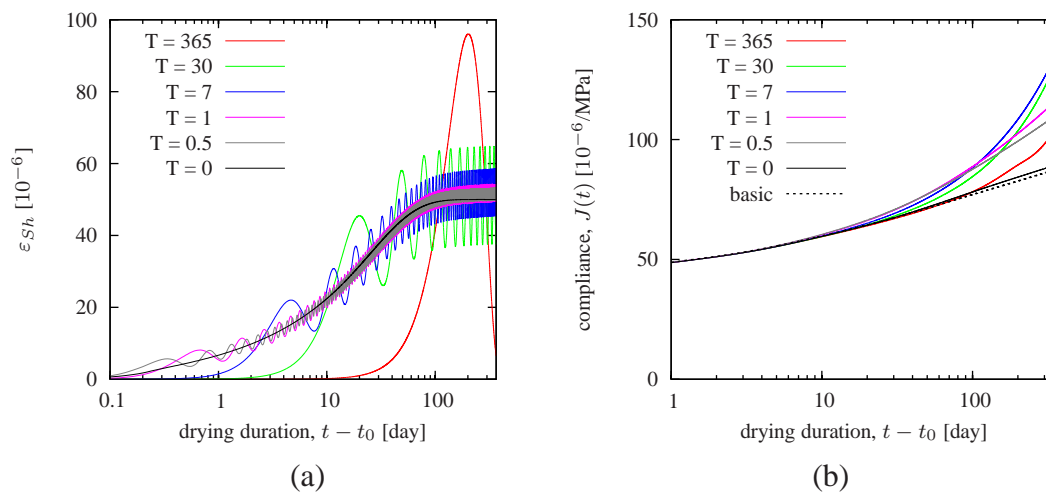 100
80
60
40
20
0
ε_Sh [10⁻⁶]
T = 365
T = 30
T = 7
T = 1
T = 0.5
T = 0
0.1
1
10
100
drying duration, t − t₀ [day]
(a)
150
100
50
0
compliance, J(t) [10⁻⁶/MPa]
T = 365
T = 30
T = 7
T = 1
T = 0.5
T = 0
basic
1
10
100
drying duration, t − t₀ [day]
(b)